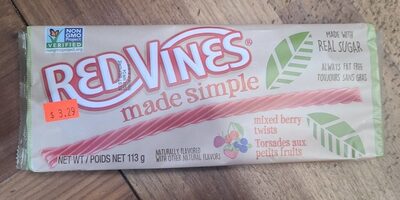 NON
GMO
Project
VERIFIED
RED VINES®
made simple
MADE WITH
REAL SUGAR
ALWAYS FAT FREE
TOUJOURS SANS GRAS
$ 3.29
mixed berry
twists
Torsades aux
petits fruits
NET WT / POIDS NET 113 g
NATURALLY FLAVORED
WITH OTHER NATURAL FLAVORS